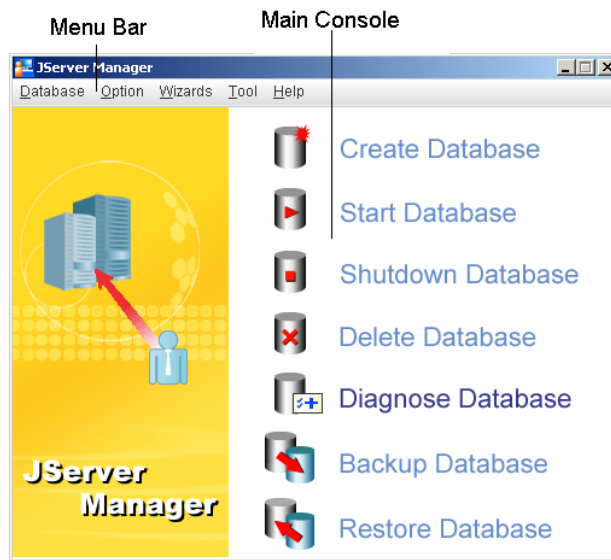 Menu Bar
Main Console
JServer Manager
Database Option Wizards Tool Help
Create Database
Start Database
Shutdown Database
Delete Database
Diagnose Database
Backup Database
Restore Database
JServer
Manager